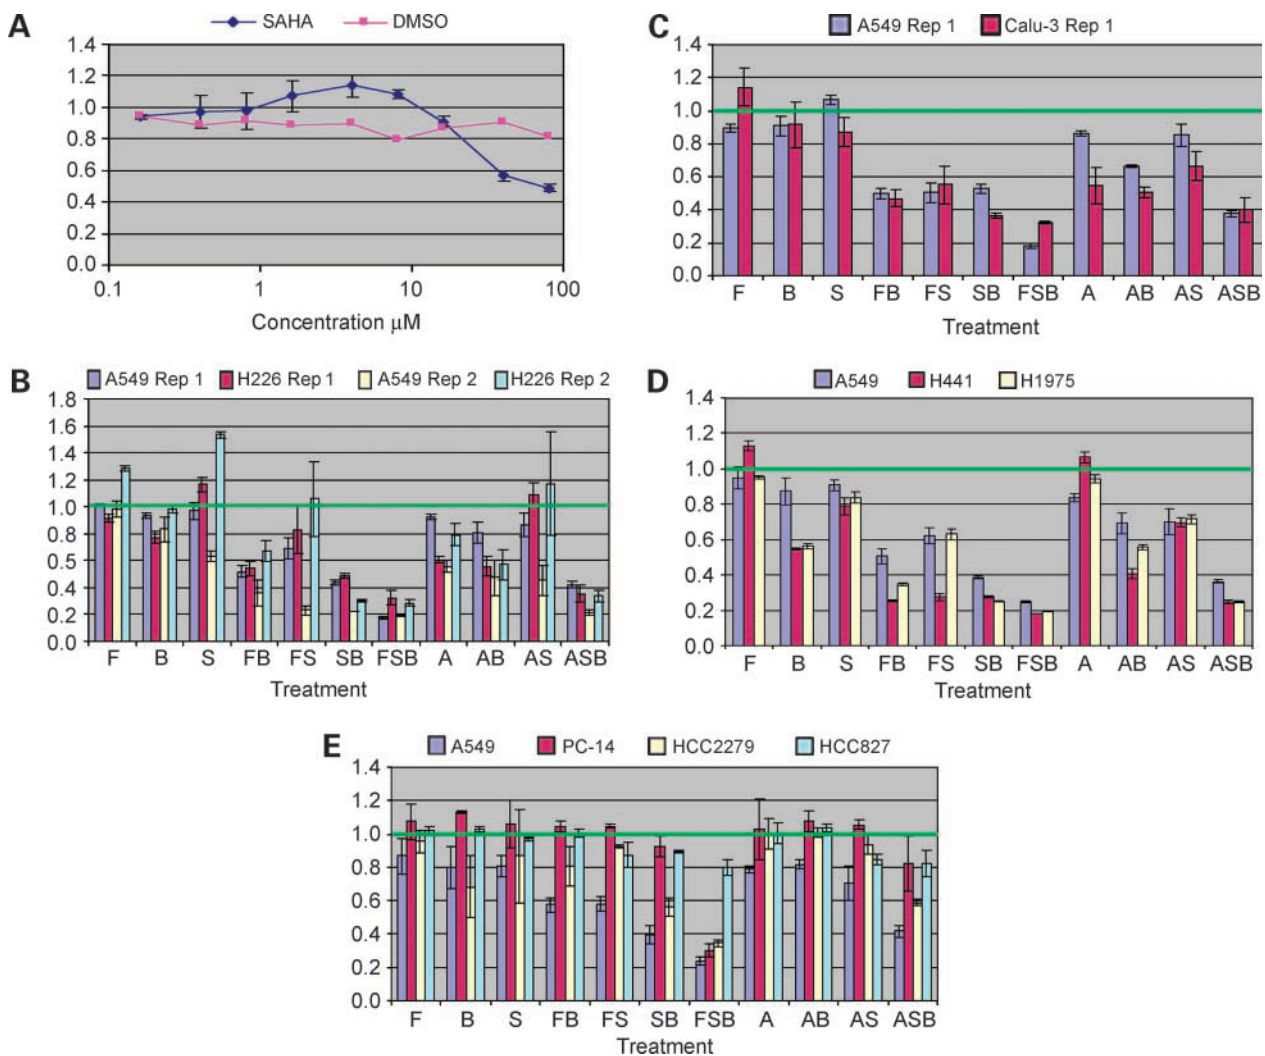 A
SAHA DMSO
1.4
1.2
1.0
0.8
0.6
0.4
0.2
0.0
0.1 1 10 100
Concentration μM
C
A549 Rep 1 Calu-3 Rep 1
1.4
1.2
1.0
0.8
0.6
0.4
0.2
0.0
F B S FB FS SB FSB A AB AS ASB
Treatment
B
A549 Rep 1 H226 Rep 1 A549 Rep 2 H226 Rep 2
1.8
1.6
1.4
1.2
1.0
0.8
0.6
0.4
0.2
0.0
F B S FB FS SB FSB A AB AS ASB
Treatment
D
A549 H441 H1975
1.4
1.2
1.0
0.8
0.6
0.4
0.2
0.0
F B S FB FS SB FSB A AB AS ASB
Treatment
E
A549 PC-14 HCC2279 HCC827
1.4
1.2
1.0
0.8
0.6
0.4
0.2
0.0
F B S FB FS SB FSB A AB AS ASB
Treatment